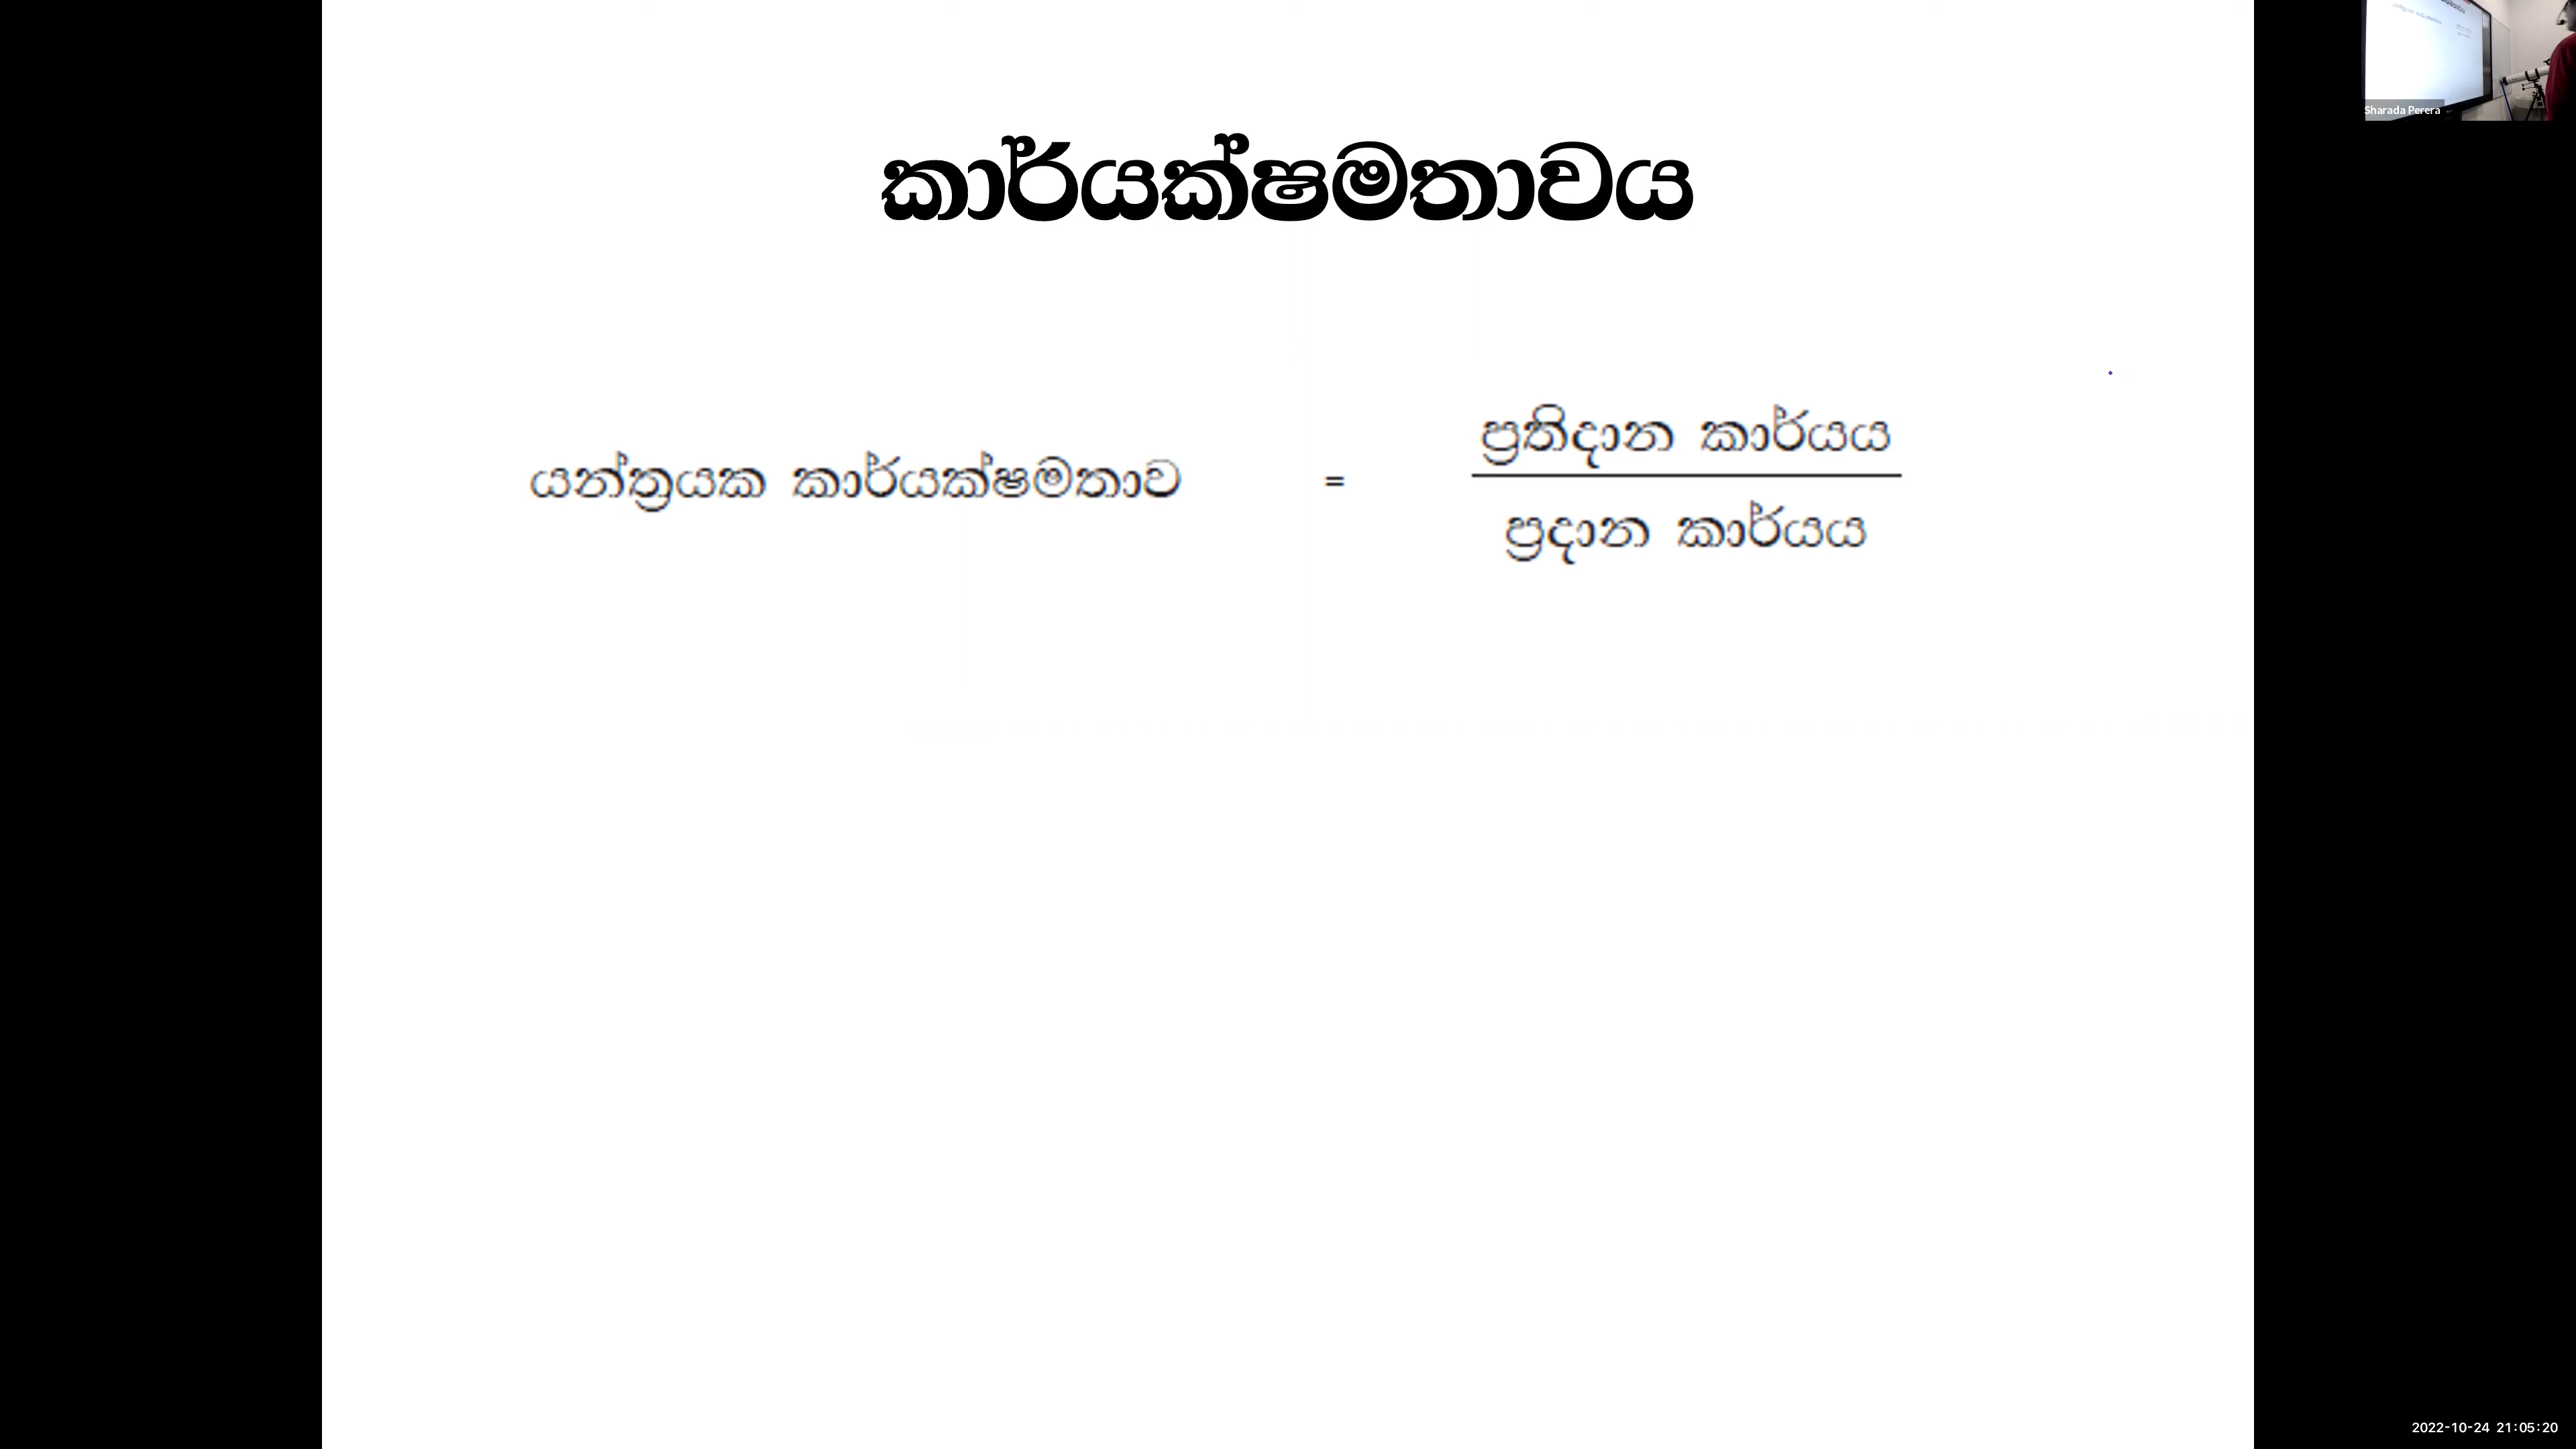 කාර්යක්ෂමතාවය
යන්ත්‍රයක කාර්යක්ෂමතාව = ප්‍රතිදාන කාර්යය
ප්‍රදාන කාර්යය
Sharada Perera
2022-10-24 21:05:20